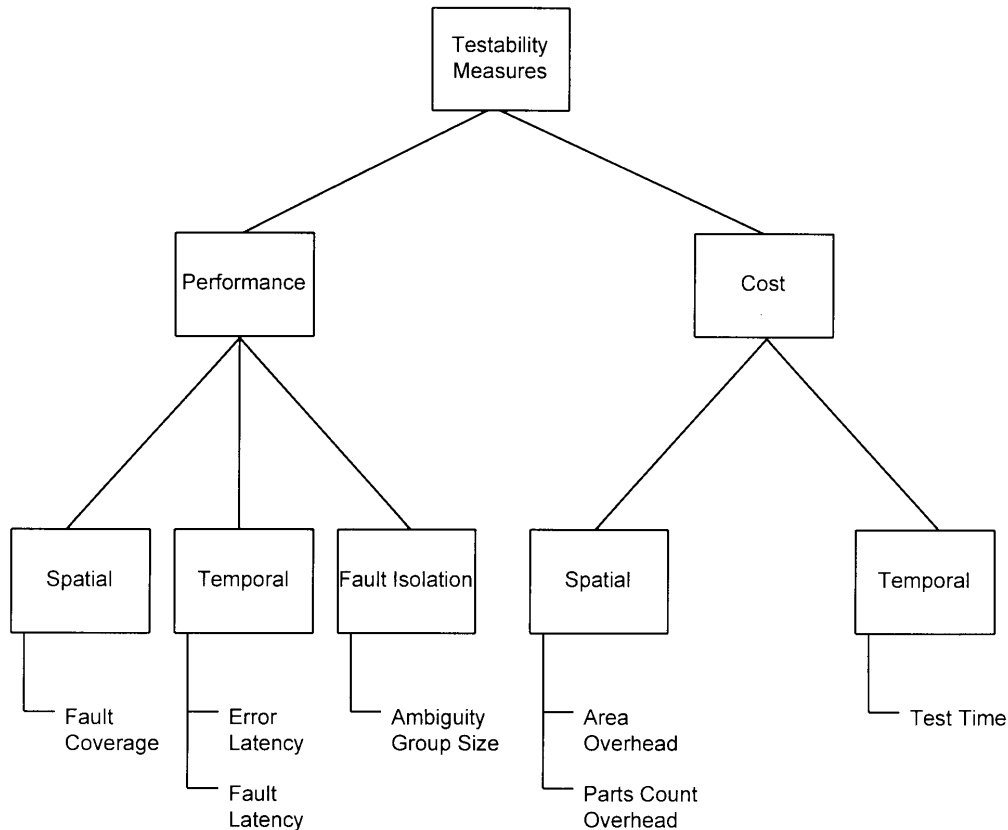 Testability
Measures
Performance
Cost
Spatial
Temporal
Fault Isolation
Spatial
Temporal
Fault
Coverage
Error
Latency
Fault
Latency
Ambiguity
Group Size
Area
Overhead
Parts Count
Overhead
Test Time